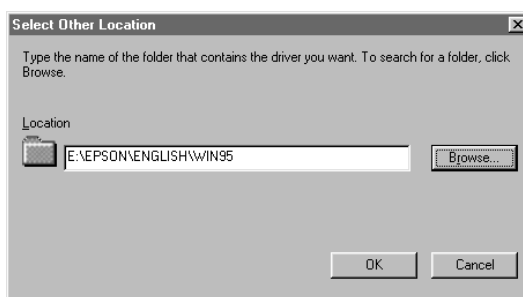 Select Other Location
Type the name of the folder that contains the driver you want. To search for a folder, click
Browse.
Location
E:\EPSON\ENGLISH\WIN95
Browse...
OK
Cancel